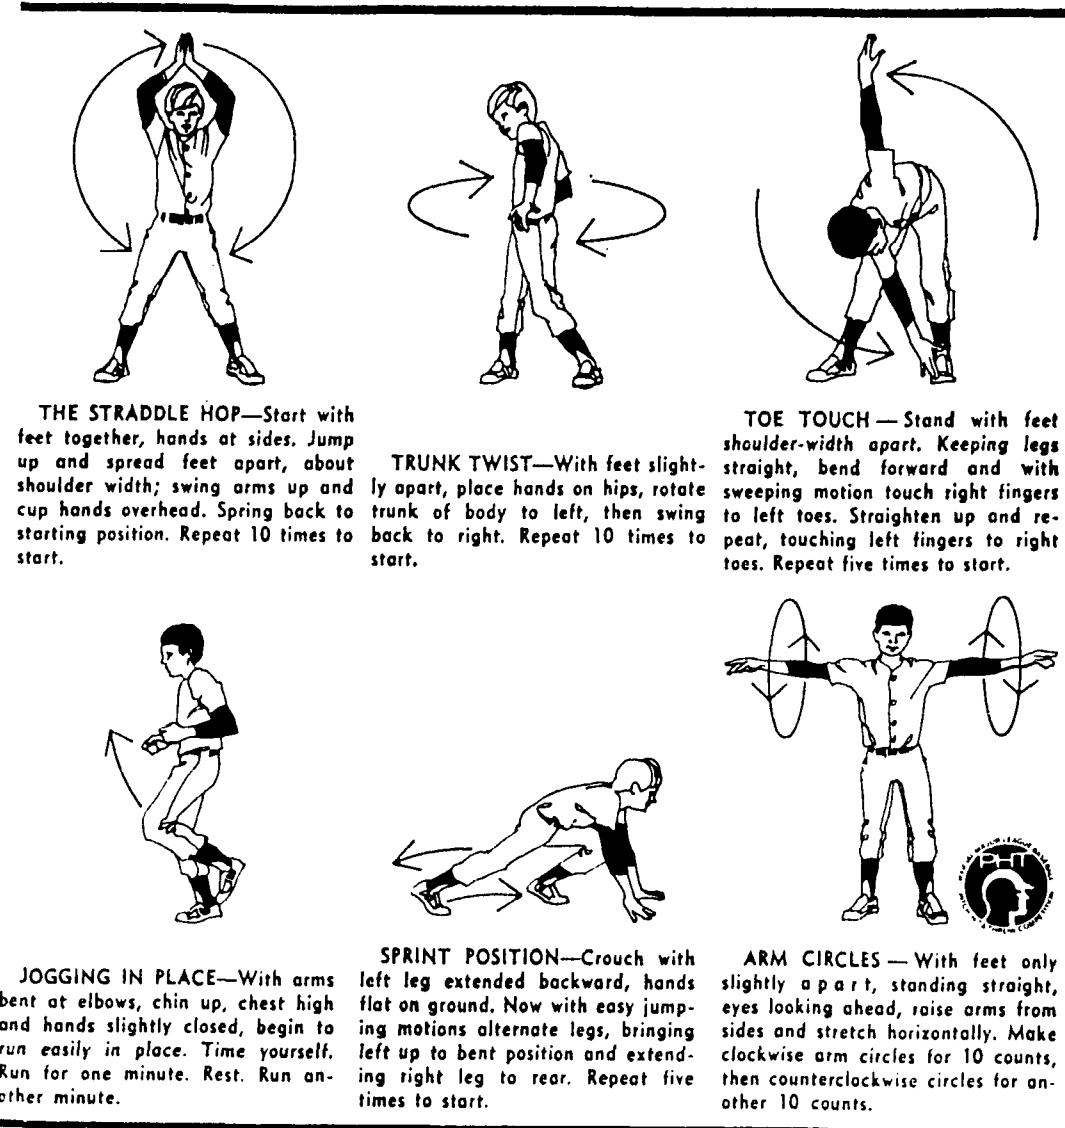 THE STRADDLE HOP—Start with
feet together, hands at sides. Jump
up and spread feet apart, about
shoulder width; swing arms up and
cup hands overhead. Spring back to
starting position. Repeat 10 times to
start.
TRUNK TWIST—With feet slight-
ly apart, place hands on hips, rotate
trunk of body to left, then swing
back to right. Repeat 10 times to
start.
TOE TOUCH — Stand with feet
shoulder-width apart. Keeping legs
straight, bend forward and with
sweeping motion touch right fingers
to left toes. Straighten up and re-
peat, touching left fingers to right
toes. Repeat five times to start.
JOGGING IN PLACE—With arms
bent at elbows, chin up, chest high
and hands slightly closed, begin to
run easily in place. Time yourself.
Run for one minute. Rest. Run an-
other minute.
SPRINT POSITION—Crouch with
left leg extended backward, hands
flat on ground. Now with easy jump-
ing motions alternate legs, bringing
left up to bent position and extend-
ing right leg to rear. Repeat five
times to start.
PHT
ARM CIRCLES — With feet only
slightly apart, standing straight,
eyes looking ahead, raise arms from
sides and stretch horizontally. Make
clockwise arm circles for 10 counts,
then counterclockwise circles for an-
other 10 counts.